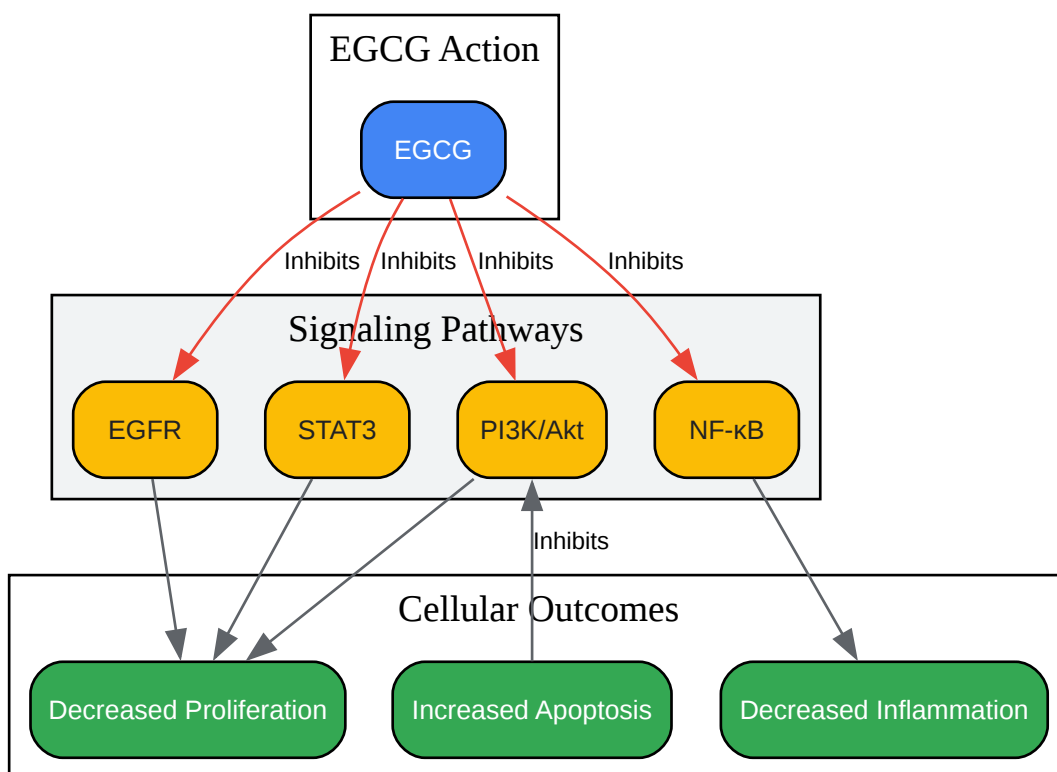 EGCG Action
EGCG
Inhibits Inhibits Inhibits Inhibits
Signaling Pathways
EGFR STAT3 PI3K/Akt NF-κB
Inhibits
Cellular Outcomes
Decreased Proliferation Increased Apoptosis Decreased Inflammation